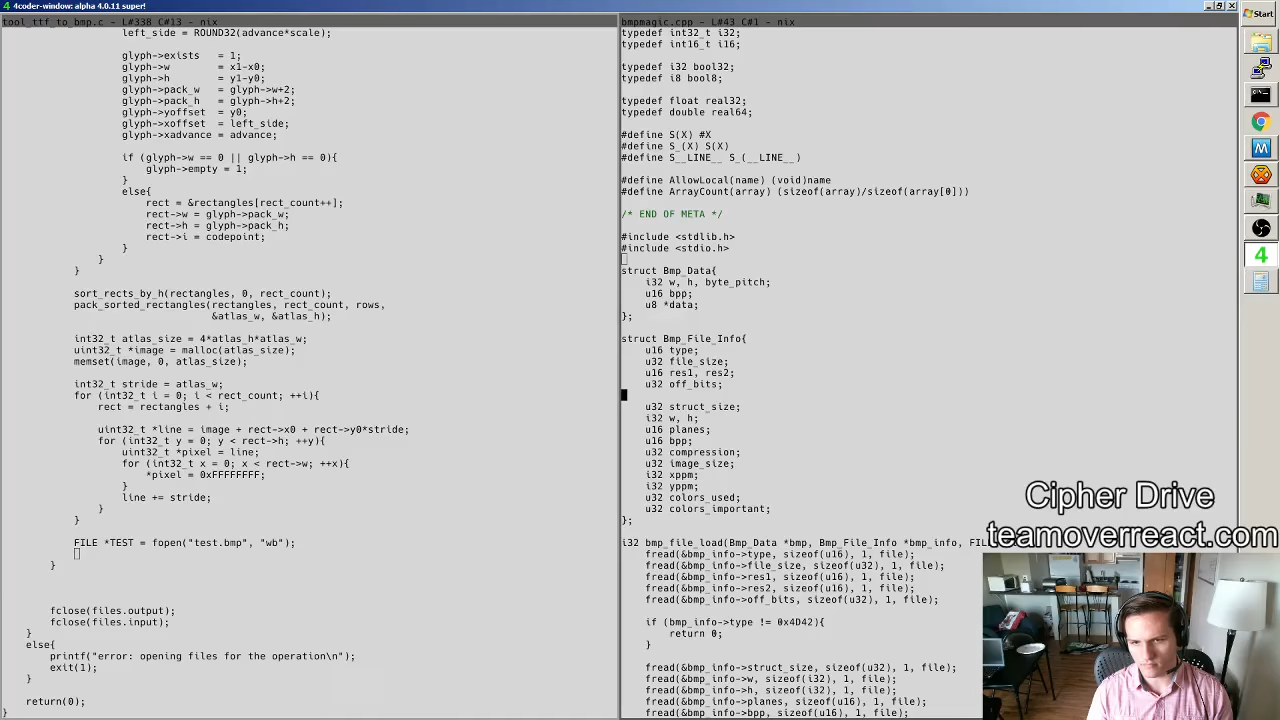 4coder-window: alpha 4.0.11 super!
tool_ttf_to_bmp.c - L#338 C#13 - nix
left_side = ROUND32(advance*scale);
glyph->exists   = 1;
glyph->w        = x1-x0;
glyph->h        = y1-y0;
glyph->pack_w   = glyph->w+2;
glyph->pack_h   = glyph->h+2;
glyph->yoffset  = y0;
glyph->xoffset  = left_side;
glyph->xadvance = advance;
if (glyph->w == 0 || glyph->h == 0){
glyph->empty = 1;
}
else{
rect = &rectangles[rect_count++];
rect->w = glyph->pack_w;
rect->h = glyph->pack_h;
rect->i = codepoint;
}
}
}
sort_rects_by_h(rectangles, 0, rect_count);
pack_sorted_rectangles(rectangles, rect_count, rows,
&atlas_w, &atlas_h);
int32_t atlas_size = 4*atlas_h*atlas_w;
uint32_t *image = malloc(atlas_size);
memset(image, 0, atlas_size);
int32_t stride = atlas_w;
for (int32_t i = 0; i < rect_count; ++i){
rect = rectangles + i;
uint32_t *line = image + rect->x0 + rect->y0*stride;
for (int32_t y = 0; y < rect->h; ++y){
uint32_t *pixel = line;
for (int32_t x = 0; x < rect->w; ++x){
*pixel = 0xFFFFFFFF;
}
line += stride;
}
}
FILE *TEST = fopen("test.bmp", "wb");
}
fclose(files.output);
fclose(files.input);
}
else{
printf("error: opening files for the operation\n");
exit(1);
}
return(0);
}
bmpmagic.cpp - L#43 C#1 - nix
typedef int32_t i32;
typedef int16_t i16;
typedef i32 bool32;
typedef i8 bool8;
typedef float real32;
typedef double real64;
#define S(X) #X
#define S_(X) S(X)
#define S__LINE__ S_(__LINE__)
#define AllowLocal(name) (void)name
#define ArrayCount(array) (sizeof(array)/sizeof(array[0]))
/* END OF META */
#include <stdlib.h>
#include <stdio.h>
struct Bmp_Data{
i32 w, h, byte_pitch;
u16 bpp;
u8 *data;
};
struct Bmp_File_Info{
u16 type;
u32 file_size;
u16 res1, res2;
u32 off_bits;
u32 struct_size;
i32 w, h;
u16 planes;
u16 bpp;
u32 compression;
u32 image_size;
i32 xppm;
i32 yppm;
u32 colors_used;
u32 colors_important;
};
i32 bmp_file_load(Bmp_Data *bmp, Bmp_File_Info *bmp_info, FIL
fread(&bmp_info->type, sizeof(u16), 1, file);
fread(&bmp_info->file_size, sizeof(u32), 1, file);
fread(&bmp_info->res1, sizeof(u16), 1, file);
fread(&bmp_info->res2, sizeof(u16), 1, file);
fread(&bmp_info->off_bits, sizeof(u32), 1, file);
if (bmp_info->type != 0x4D42){
return 0;
}
fread(&bmp_info->struct_size, sizeof(u32), 1, file);
fread(&bmp_info->w, sizeof(i32), 1, file);
fread(&bmp_info->h, sizeof(i32), 1, file);
fread(&bmp_info->planes, sizeof(u16), 1, file);
fread(&bmp_info->bpp, sizeof(u16), 1, file);
Cipher Drive
teamoverreact.com
Start
M
4